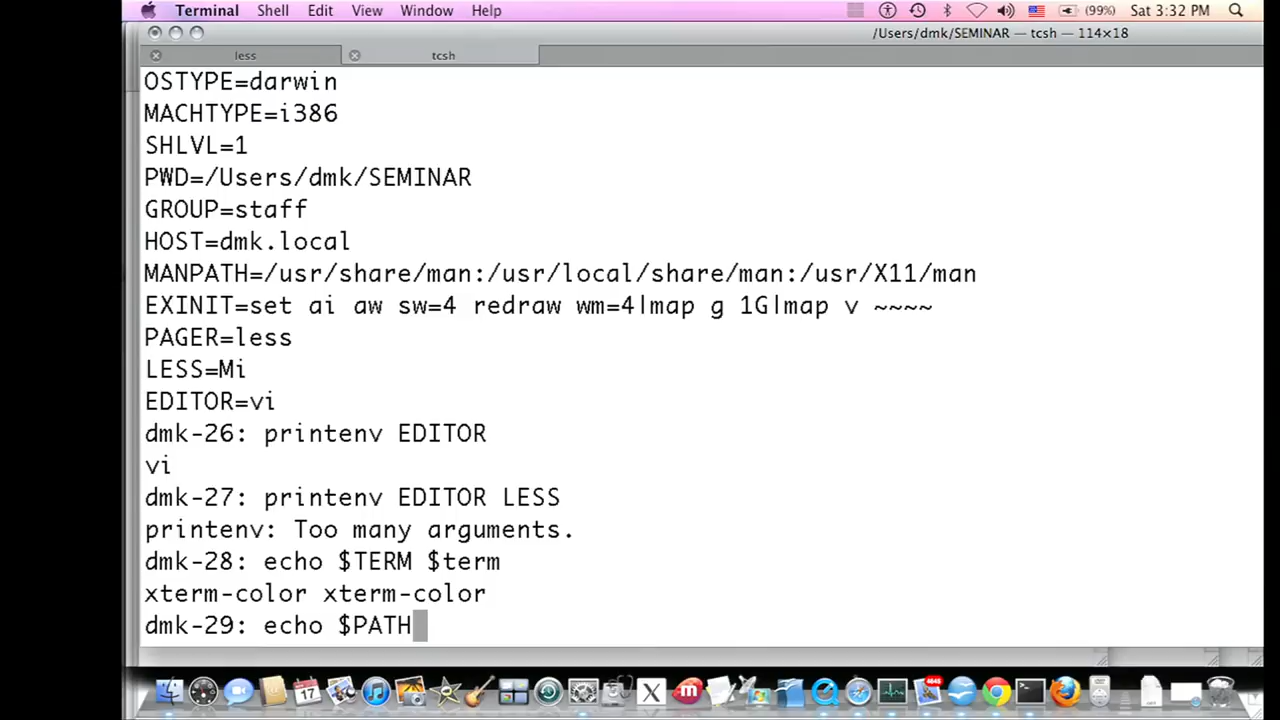 Terminal Shell Edit View Window Help (99%) Sat 3:32 PM
/Users/dmk/SEMINAR — tcsh — 114×18
less tcsh
OSTYPE=darwin
MACHTYPE=i386
SHLVL=1
PWD=/Users/dmk/SEMINAR
GROUP=staff
HOST=dmk.local
MANPATH=/usr/share/man:/usr/local/share/man:/usr/X11/man
EXINIT=set ai aw sw=4 redraw wm=4|map g 1G|map v ~~~~
PAGER=less
LESS=Mi
EDITOR=vi
dmk-26: printenv EDITOR
vi
dmk-27: printenv EDITOR LESS
printenv: Too many arguments.
dmk-28: echo $TERM $term
xterm-color xterm-color
dmk-29: echo $PATH
17